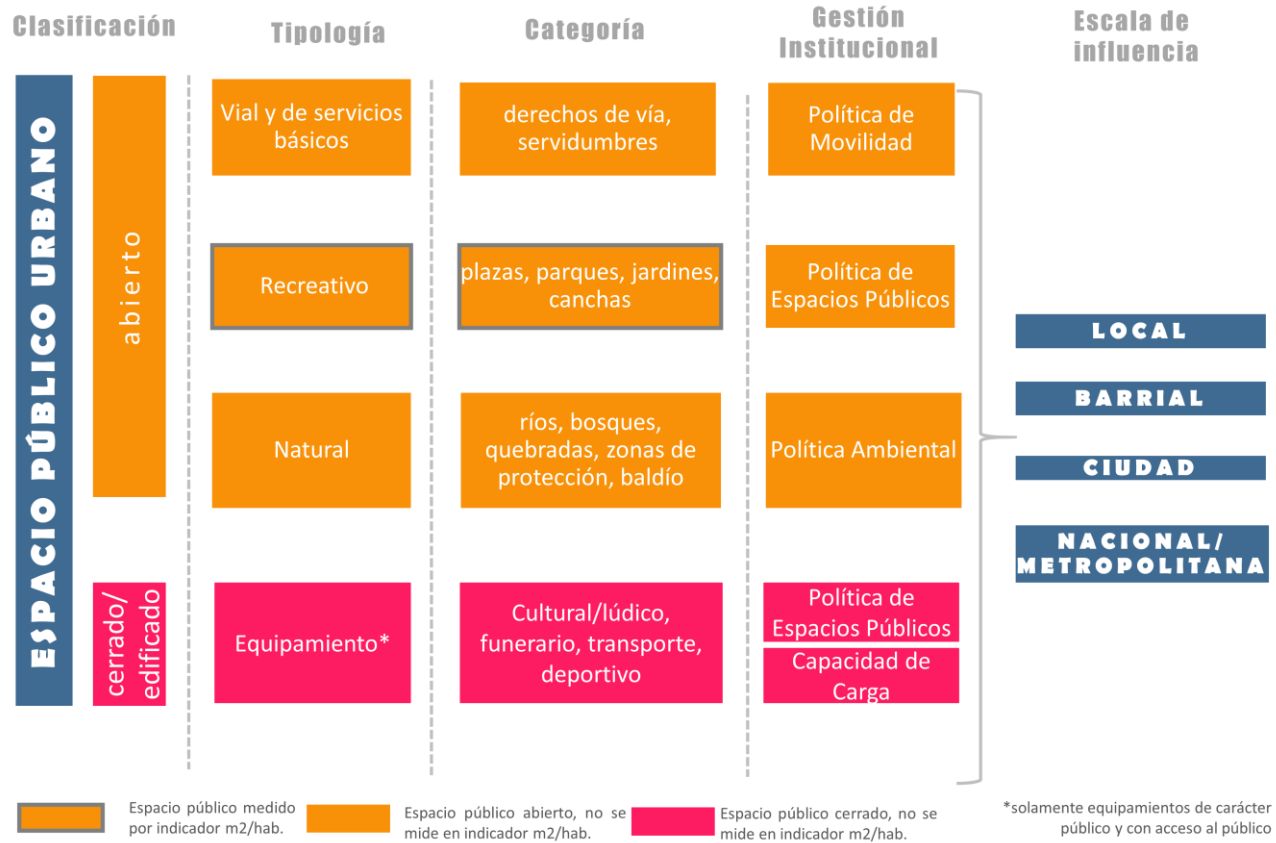 Clasificación
Tipología
Categoría
Gestión
Institucional
Escala de
influencia
ESPACIO PÚBLICO URBANO
abierto
Vial y de servicios
básicos
derechos de vía,
servidumbres
Política de
Movilidad
Recreativo
plazas, parques, jardines,
canchas
Política de
Espacios Públicos
Natural
ríos, bosques,
quebradas, zonas de
protección, baldío
Política Ambiental
cerrado/
edificado
Equipamiento*
Cultural/lúdico,
funerario, transporte,
deportivo
Política de
Espacios Públicos
Capacidad de
Carga
LOCAL
BARRIAL
CIUDAD
NACIONAL/
METROPOLITANA
Espacio público medido
por indicador m2/hab.
Espacio público abierto, no se
mide en indicador m2/hab.
Espacio público cerrado, no se
mide en indicador m2/hab.
*solamente equipamientos de carácter
público y con acceso al público